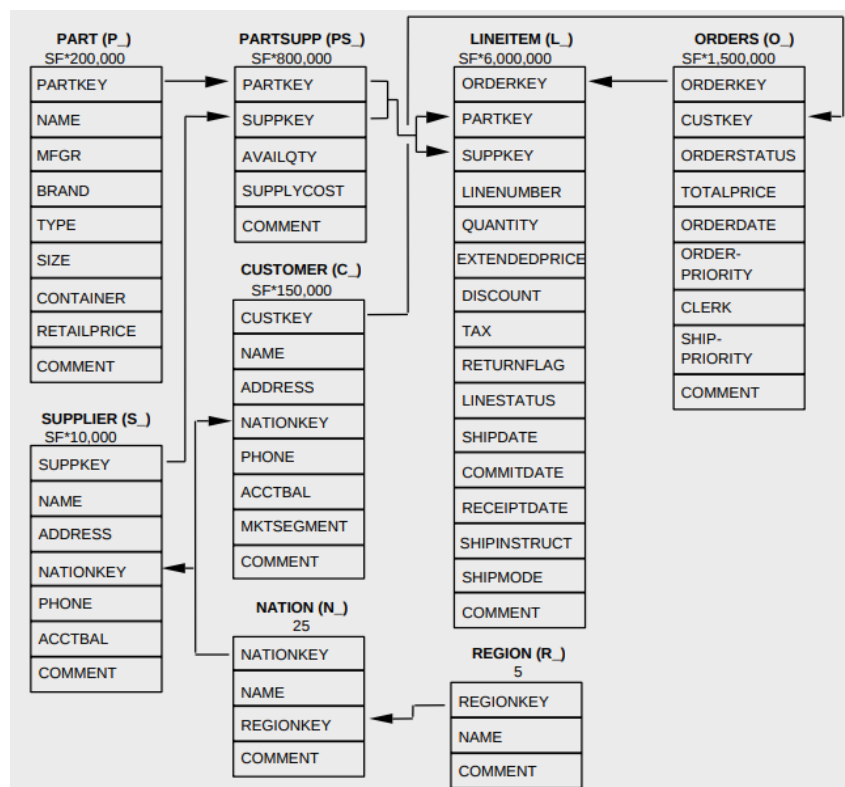 PART (P_)
SF*200,000
PARTKEY
NAME
MFGR
BRAND
TYPE
SIZE
CONTAINER
RETAILPRICE
COMMENT
SUPPLIER (S_)
SF*10,000
SUPPKEY
NAME
ADDRESS
NATIONKEY
PHONE
ACCTBAL
COMMENT
PARTSUPP (PS_)
SF*800,000
PARTKEY
SUPPKEY
AVAILQTY
SUPPLYCOST
COMMENT
CUSTOMER (C_)
SF*150,000
CUSTKEY
NAME
ADDRESS
NATIONKEY
PHONE
ACCTBAL
MKTSEGMENT
COMMENT
NATION (N_)
25
NATIONKEY
NAME
REGIONKEY
COMMENT
LINEITEM (L_)
SF*6,000,000
ORDERKEY
PARTKEY
SUPPKEY
LINENUMBER
QUANTITY
EXTENDEDPRICE
DISCOUNT
TAX
RETURNFLAG
LINESTATUS
SHIPDATE
COMMITDATE
RECEIPTDATE
SHIPINSTRUCT
SHIPMODE
COMMENT
REGION (R_)
5
REGIONKEY
NAME
COMMENT
ORDERS (O_)
SF*1,500,000
ORDERKEY
CUSTKEY
ORDERSTATUS
TOTALPRICE
ORDERDATE
ORDER-
PRIORITY
CLERK
SHIP-
PRIORITY
COMMENT